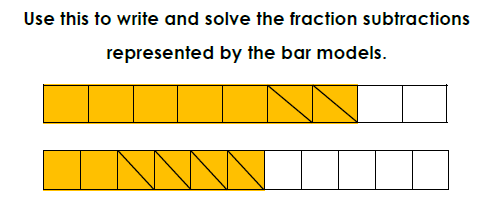 Use this to write and solve the fraction subtractions
represented by the bar models.